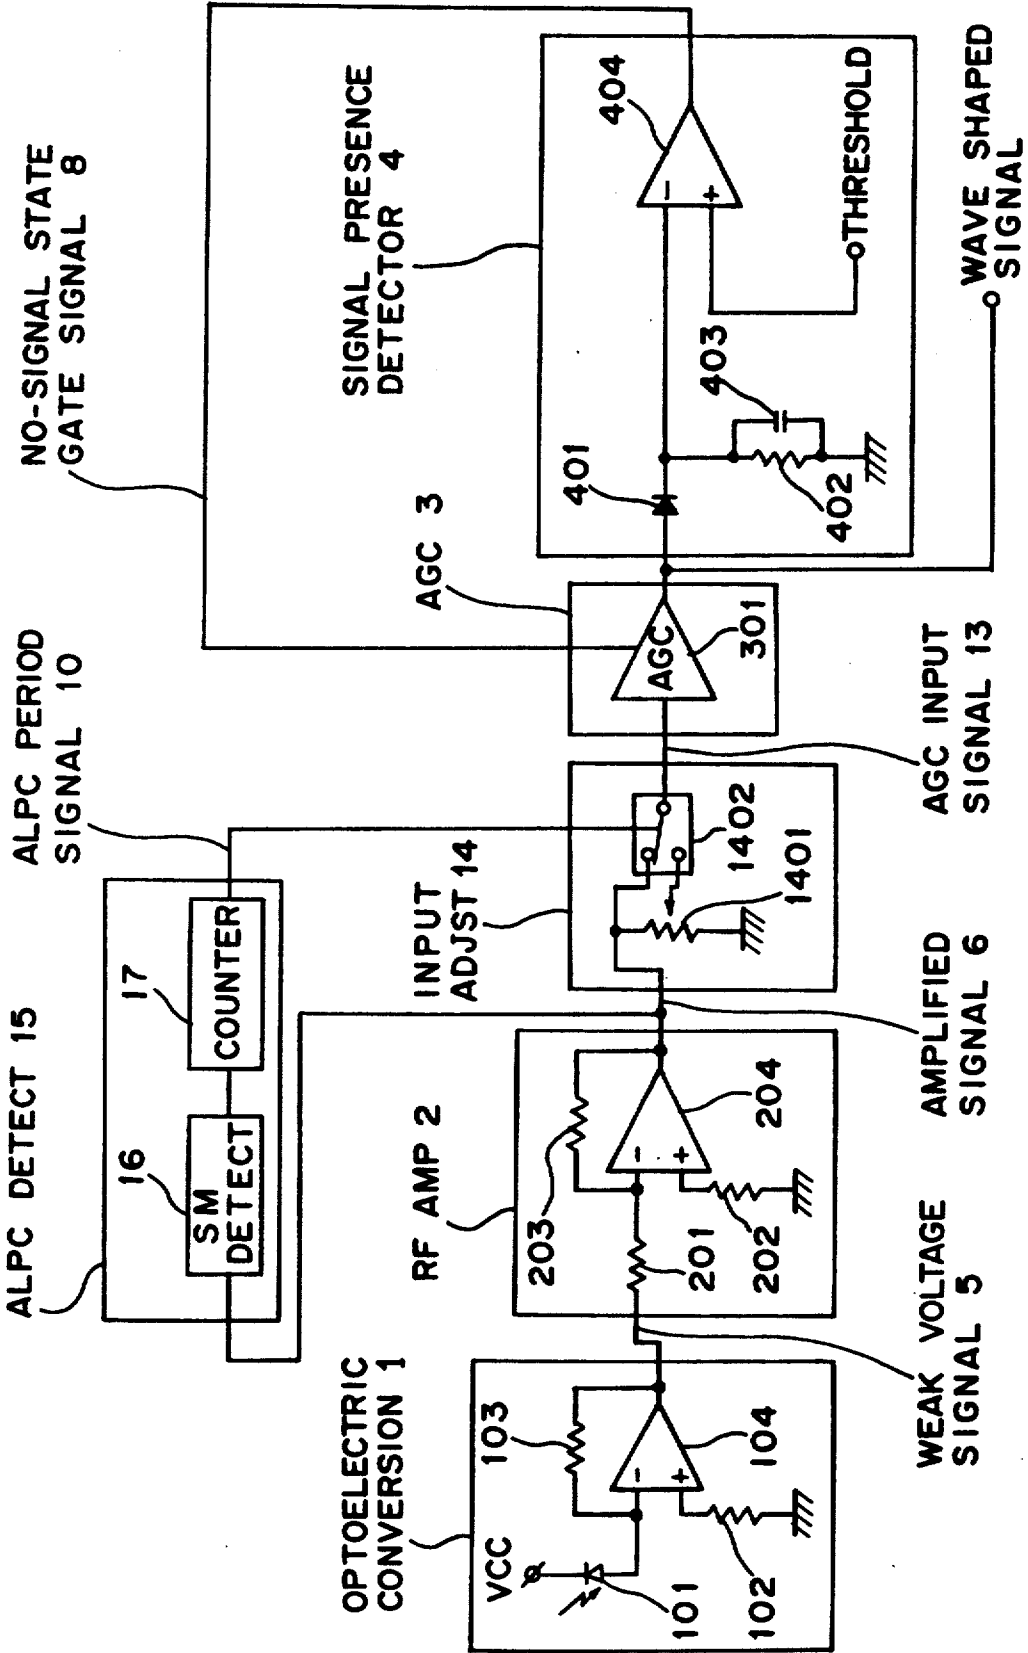 ALPC DETECT 15
16
SM
DETECT
17
COUNTER
ALPC PERIOD
SIGNAL 10
NO-SIGNAL STATE
GATE SIGNAL 8
OPTOELECTRIC
CONVERSION 1
VCC
101
102
103
104
-
+
WEAK VOLTAGE
SIGNAL 5
RF AMP 2
201
202
203
204
-
+
AMPLIFIED
SIGNAL 6
INPUT
ADJST 14
1401
1402
AGC INPUT
SIGNAL 13
AGC 3
AGC
301
SIGNAL PRESENCE
DETECTOR 4
401
402
403
404
-
+
THRESHOLD
WAVE SHAPED
SIGNAL